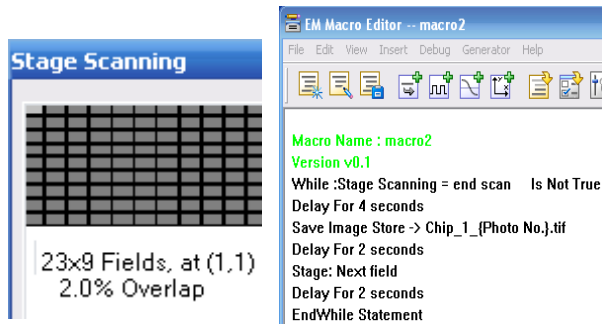 Stage Scanning
23x9 Fields, at (1,1)
2.0% Overlap
EM Macro Editor -- macro2
File Edit View Insert Debug Generator Help
Macro Name : macro2
Version v0.1
While :Stage Scanning = end scan Is Not True
Delay For 4 seconds
Save Image Store -> Chip_1_{Photo No.}.tif
Delay For 2 seconds
Stage: Next field
Delay For 2 seconds
EndWhile Statement